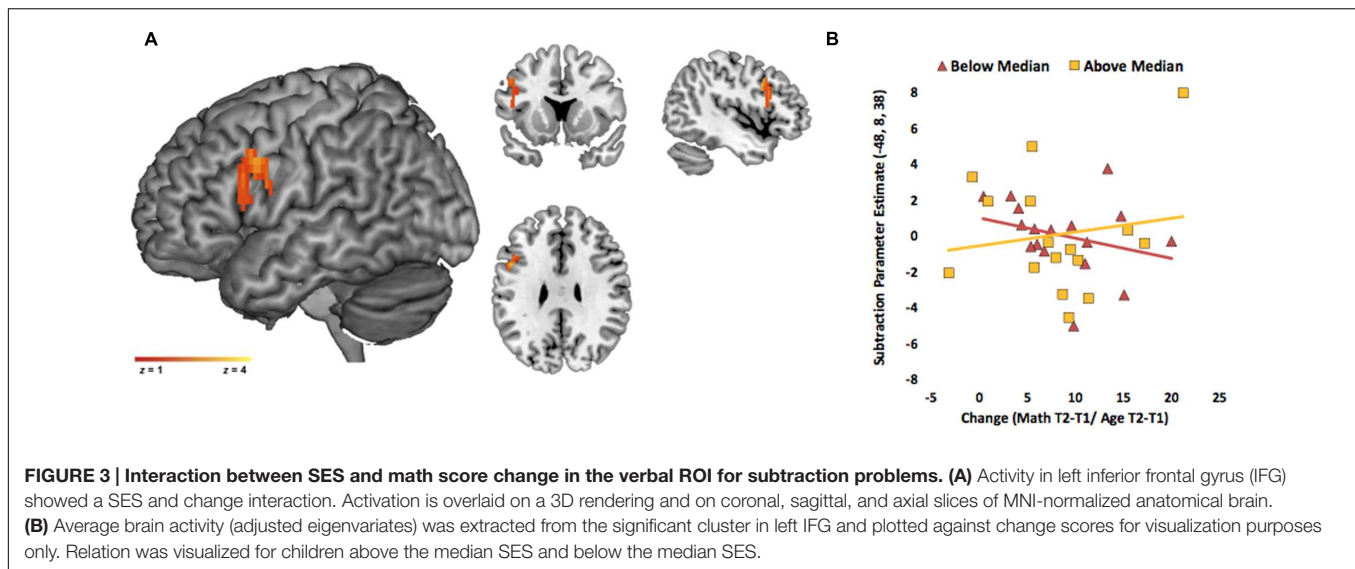 A
B
z = 1
z = 4
Below Median
Above Median
Subtraction Parameter Estimate (-48, 8, 38)
8
6
4
2
0
-2
-4
-6
-8
-5
0
5
10
15
20
25
Change (Math T2-T1/ Age T2-T1)
FIGURE 3 | Interaction between SES and math score change in the verbal ROI for subtraction problems. (A) Activity in left inferior frontal gyrus (IFG)
showed a SES and change interaction. Activation is overlaid on a 3D rendering and on coronal, sagittal, and axial slices of MNI-normalized anatomical brain.
(B) Average brain activity (adjusted eigenvariates) was extracted from the significant cluster in left IFG and plotted against change scores for visualization purposes
only. Relation was visualized for children above the median SES and below the median SES.